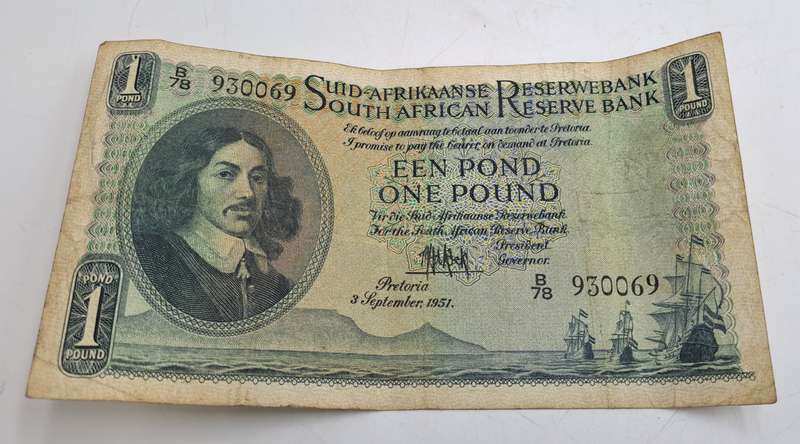 1
POND
B/78 930069
SUID-AFRIKAANSE RESERWEBANK
SOUTH AFRICAN RESERVE BANK
1
POUND
Ek beloof op aanvraag te betaal aan toonder te Pretoria.
I promise to pay the bearer on demand at Pretoria.
EEN POND
ONE POUND
Vir die Suid-Afrikaanse Reserwebank
For the South African Reserve Bank
President.
Governor.
Pretoria
3 September, 1951.
B/78 930069
POND
1
POUND